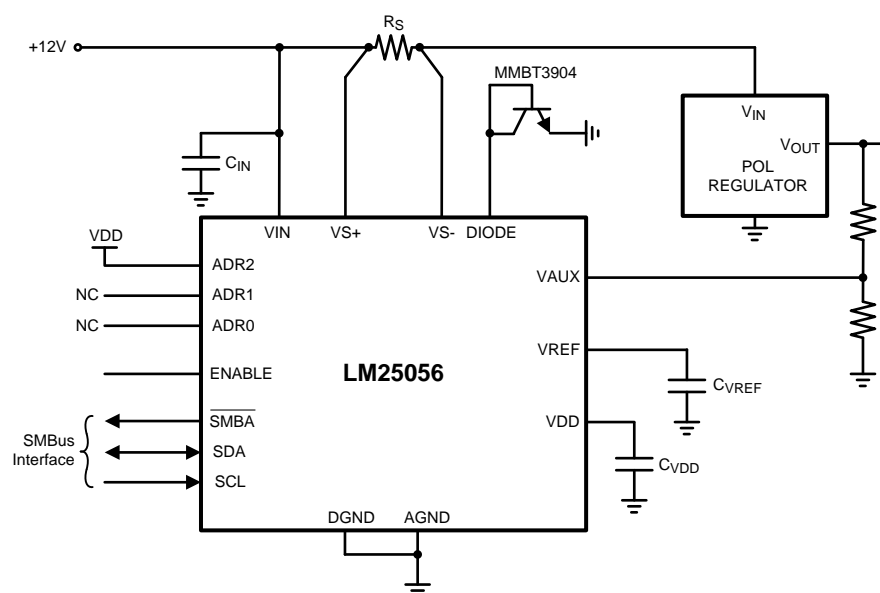 RS
+12V
MMBT3904
VIN
VOUT
POL
REGULATOR
CIN
VDD
VIN
VS+
VS-
DIODE
ADR2
NC
ADR1
NC
ADR0
VAUX
VREF
ENABLE
LM25056
CVREF
SMBA
VDD
SMBus
Interface
SDA
SCL
CVDD
DGND
AGND